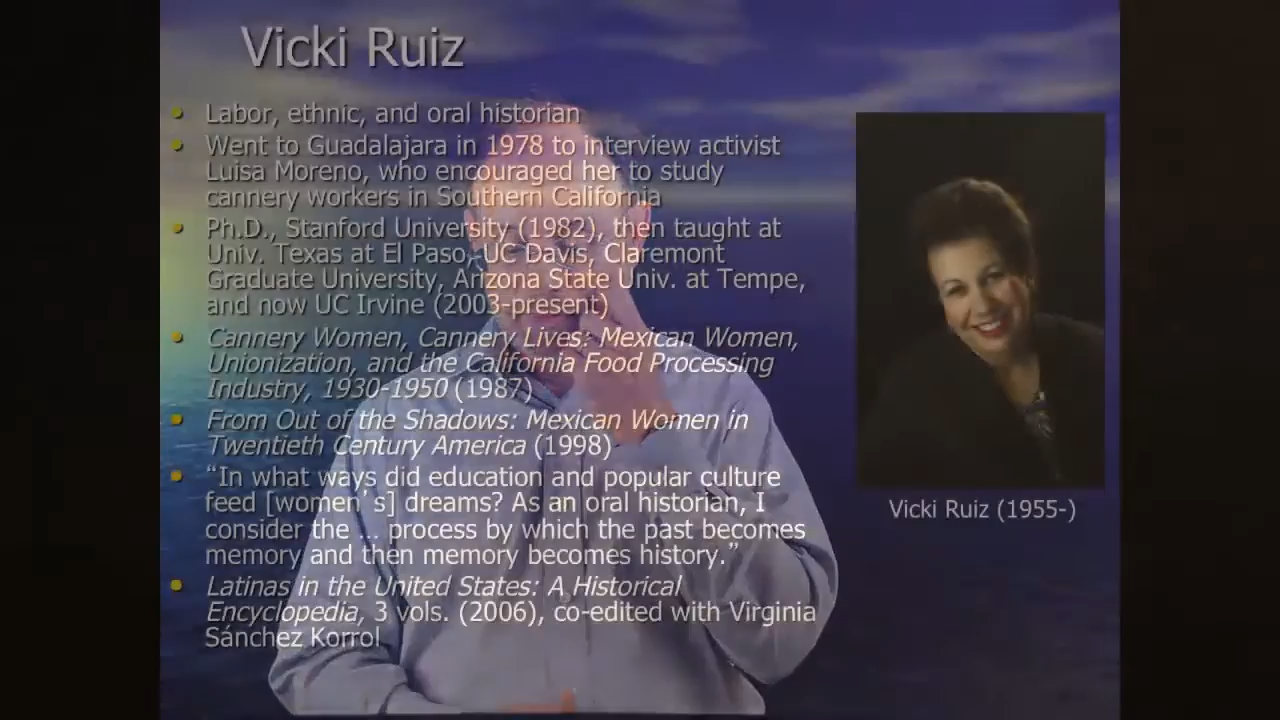 Vicki Ruiz
Labor, ethnic, and oral historian
Went to Guadalajara in 1978 to interview activist
Luisa Moreno, who encouraged her to study
cannery workers in Southern California
Ph.D., Stanford University (1982), then taught at
Univ. Texas at El Paso, UC Davis, Claremont
Graduate University, Arizona State Univ. at Tempe,
and now UC Irvine (2003-present)
Cannery Women, Cannery Lives: Mexican Women,
Unionization, and the California Food Processing
Industry, 1930-1950 (1987)
From Out of the Shadows: Mexican Women in
Twentieth Century America (1998)
“In what ways did education and popular culture
feed [women’s] dreams? As an oral historian, I
consider the … process by which the past becomes
memory and then memory becomes history.”
Latinas in the United States: A Historical
Encyclopedia, 3 vols. (2006), co-edited with Virginia
Sánchez Korrol
Vicki Ruiz (1955-)